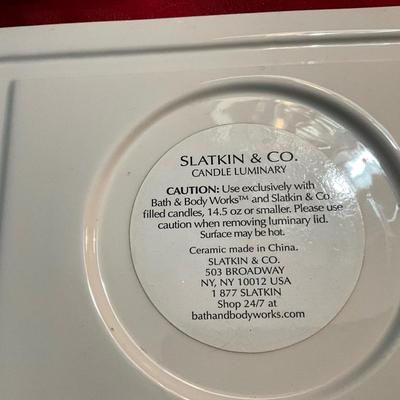 SLATKIN & CO.
CANDLE LUMINARY
CAUTION: Use exclusively with
Bath & Body Works™ and Slatkin & Co.
filled candles, 14.5 oz or smaller. Please use
caution when removing luminary lid.
Surface may be hot.
Ceramic made in China.
SLATKIN & CO.
503 BROADWAY
NY, NY 10012 USA
1 877 SLATKIN
Shop 24/7 at
bathandbodyworks.com